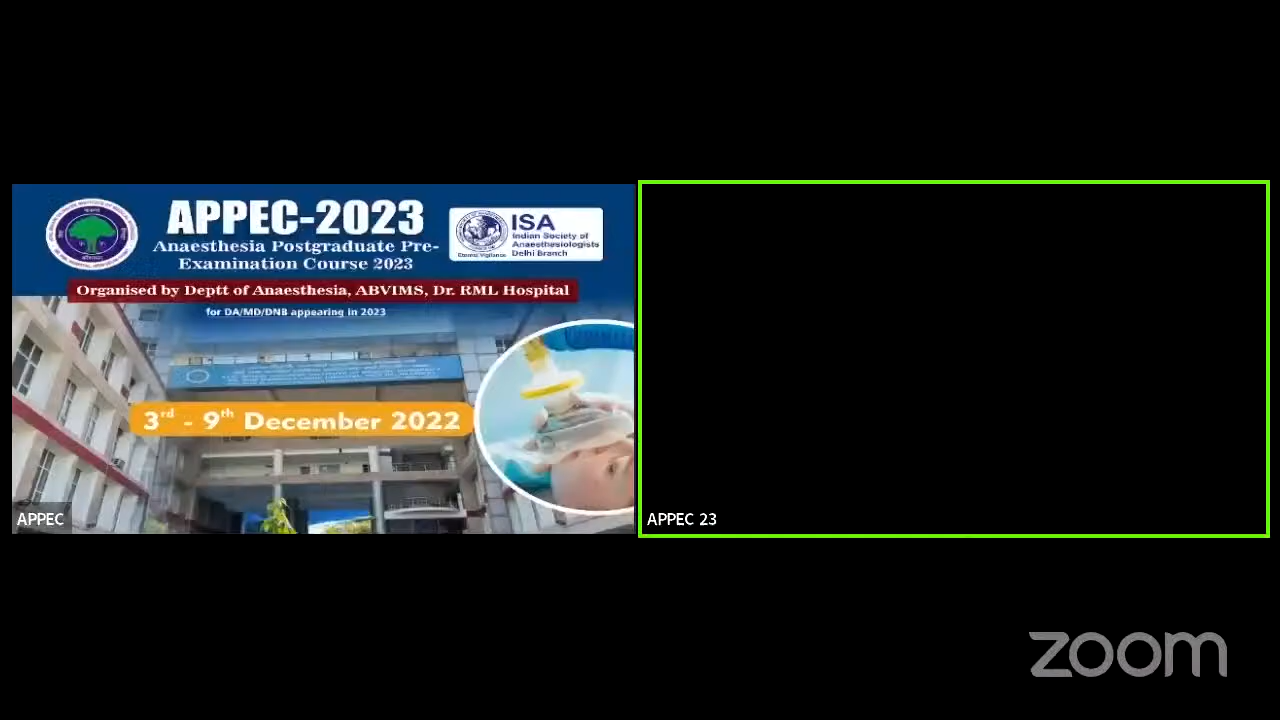 APPEC-2023
Anaesthesia Postgraduate Pre-
Examination Course 2023
ISA
Indian Society of
Anaesthesiologists
Delhi Branch
Eternal Vigilance
Organised by Deptt of Anaesthesia, ABVIMS, Dr. RML Hospital
for DA/MD/DNB appearing in 2023
3rd - 9th December 2022
APPEC
APPEC 23
zoom